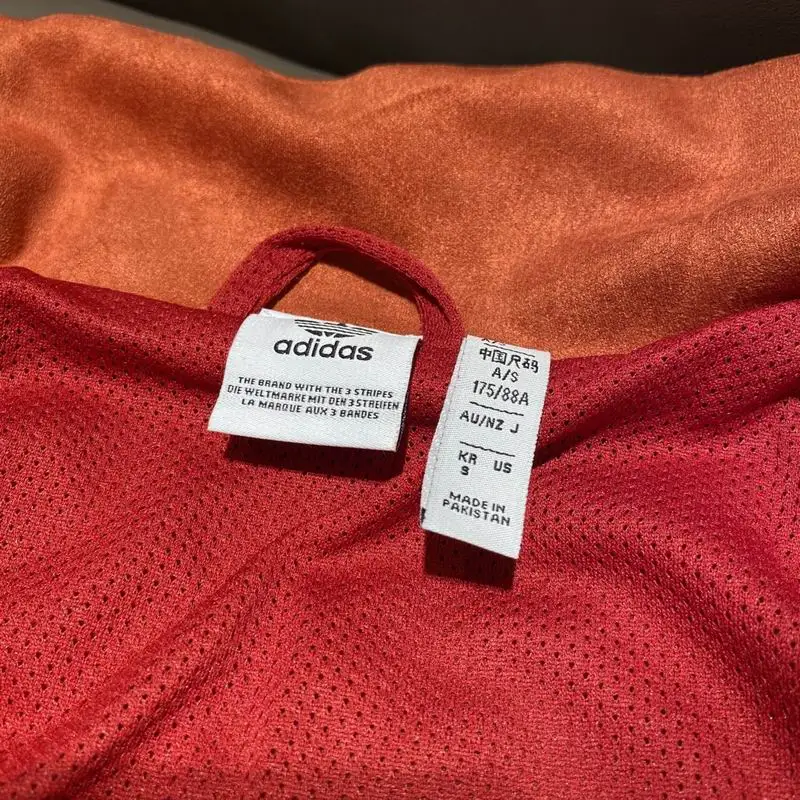 adidas
THE BRAND WITH THE 3 STRIPES
DIE WELTMARKE MIT DEN 3 STREIFEN
LA MARQUE AUX 3 BANDES
中国尺码
A/S
175/88A
AU/NZ J
KR US
S
MADE IN
PAKISTAN